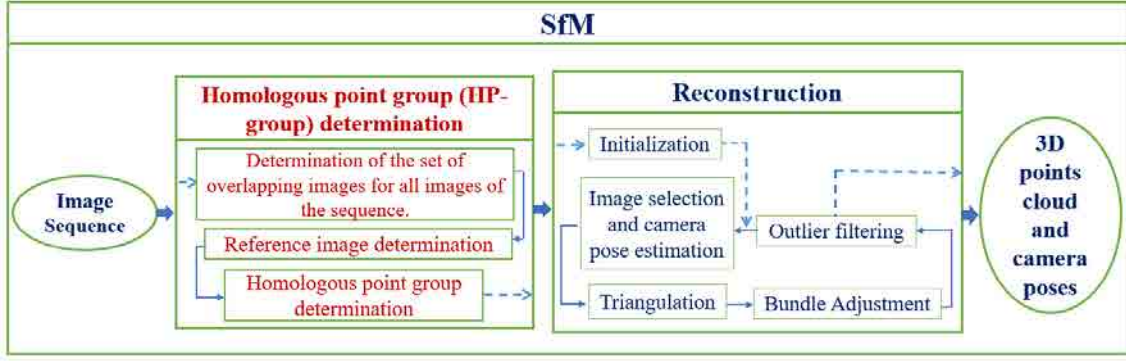 SfM
Image
Sequence
Homologous point group (HP-
group) determination
Determination of the set of
overlapping images for all images of
the sequence.
Reference image determination
Homologous point group
determination
Reconstruction
Initialization
Image selection
and camera
pose estimation
Outlier filtering
Triangulation
Bundle Adjustment
3D
points
cloud
and
camera
poses